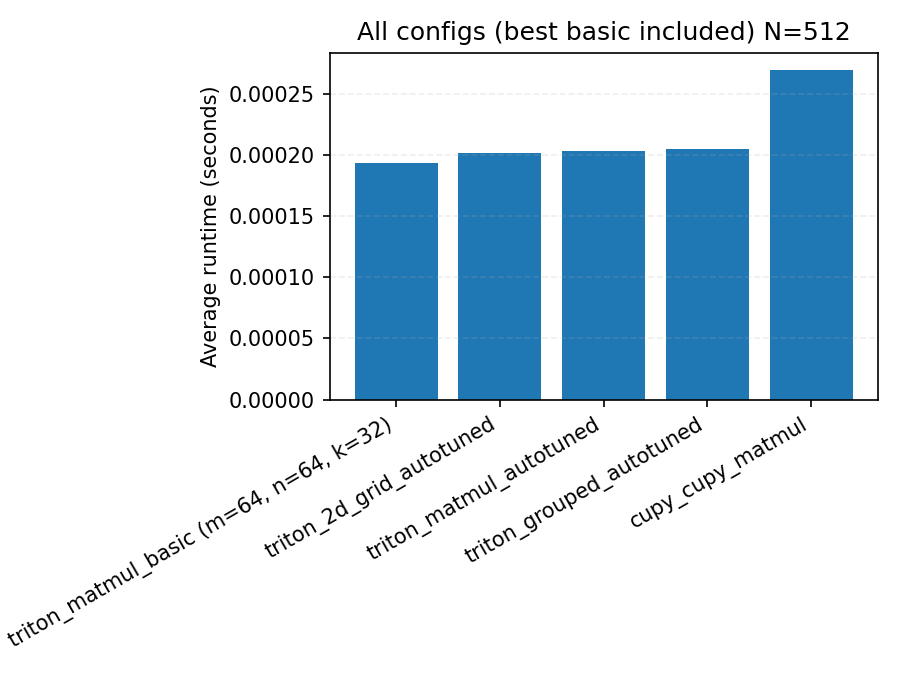 All configs (best basic included) N=512
Average runtime (seconds)
0.00025
0.00020
0.00015
0.00010
0.00005
0.00000
triton_matmul_basic (m=64, n=64, k=32)
triton_2d_grid_autotuned
triton_matmul_autotuned
triton_grouped_autotuned
cupy_cupy_matmul